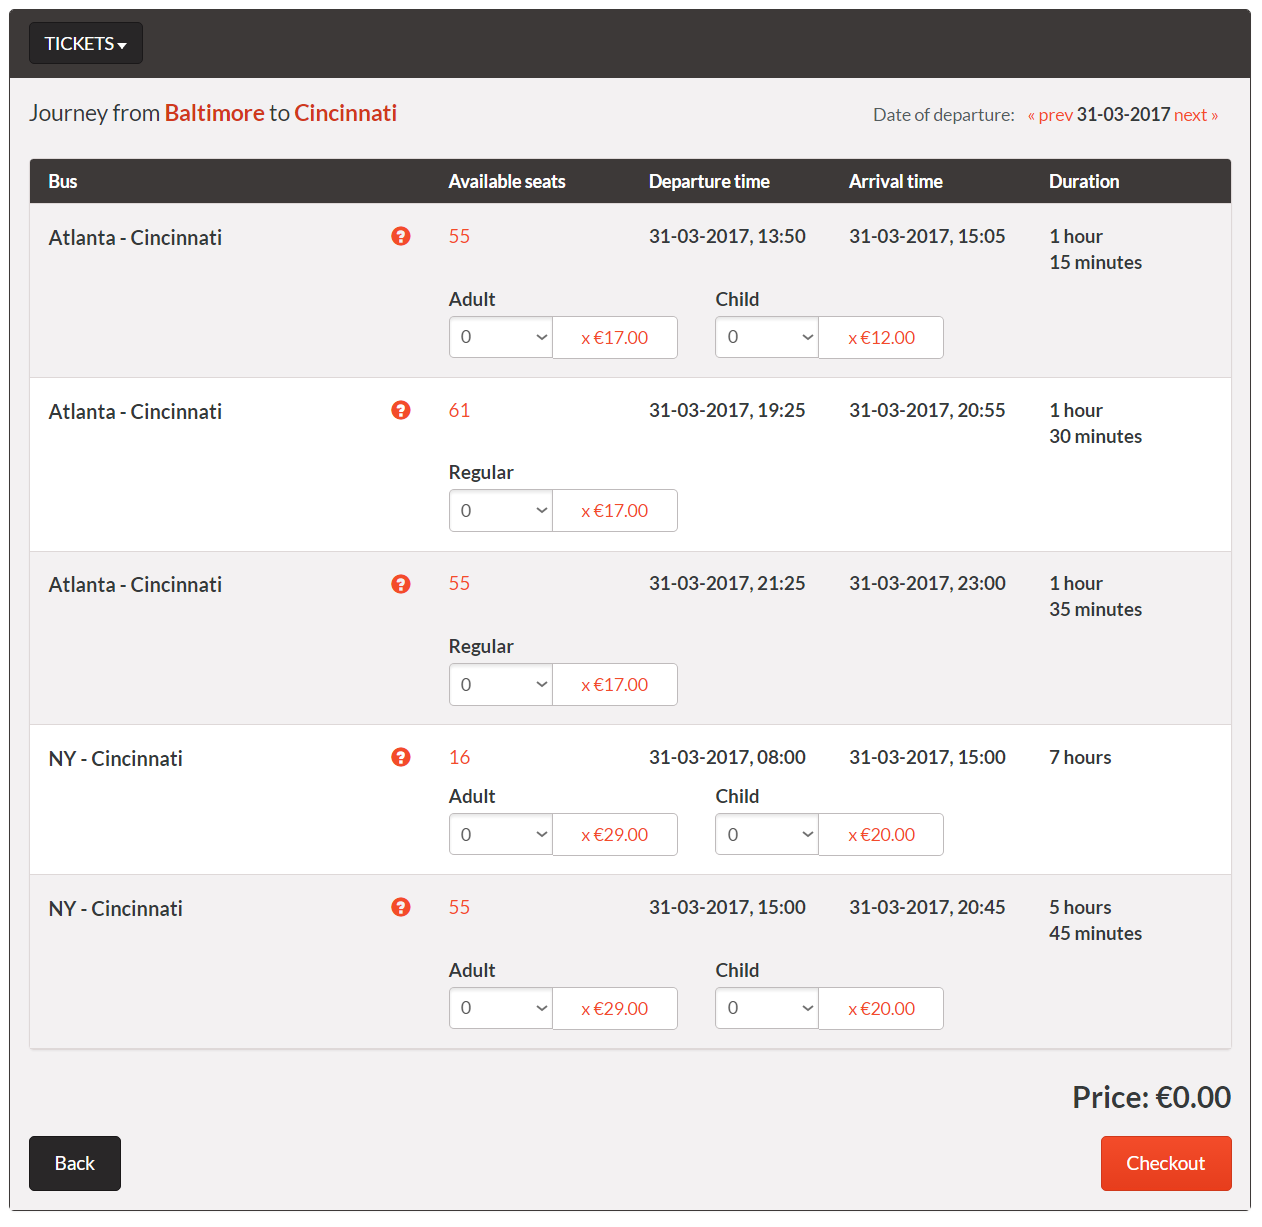 TICKETS
Journey from Baltimore to Cincinnati
Date of departure: « prev 31-03-2017 next »
Bus Available seats Departure time Arrival time Duration
Atlanta - Cincinnati ? 55 31-03-2017, 13:50 31-03-2017, 15:05 1 hour
15 minutes
Adult Child
0 x €17.00 0 x €12.00
Atlanta - Cincinnati ? 61 31-03-2017, 19:25 31-03-2017, 20:55 1 hour
30 minutes
Regular
0 x €17.00
Atlanta - Cincinnati ? 55 31-03-2017, 21:25 31-03-2017, 23:00 1 hour
35 minutes
Regular
0 x €17.00
NY - Cincinnati ? 16 31-03-2017, 08:00 31-03-2017, 15:00 7 hours
Adult Child
0 x €29.00 0 x €20.00
NY - Cincinnati ? 55 31-03-2017, 15:00 31-03-2017, 20:45 5 hours
45 minutes
Adult Child
0 x €29.00 0 x €20.00
Price: €0.00
Back Checkout